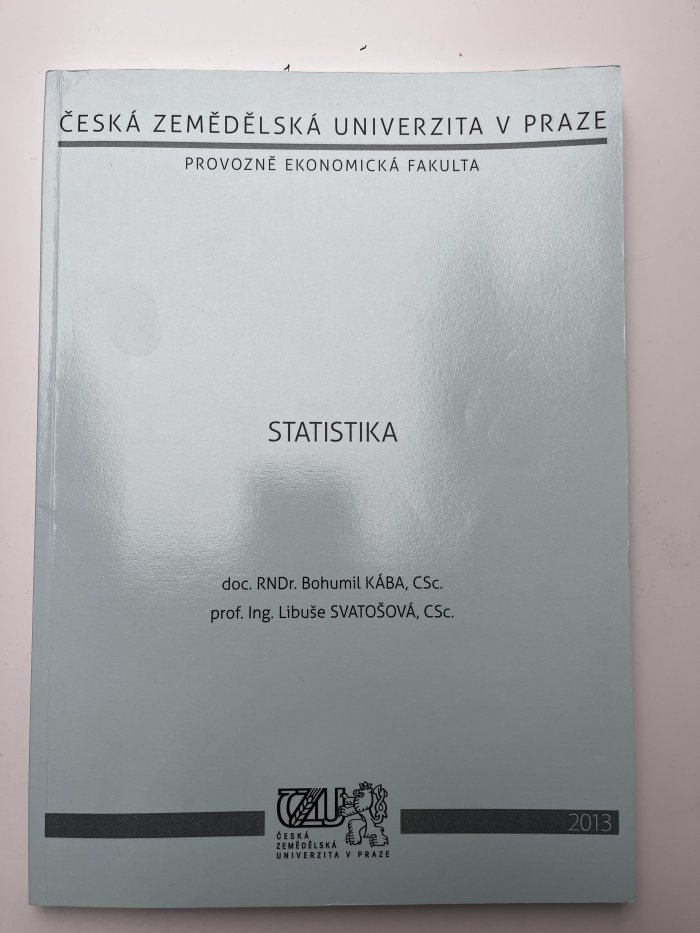 ČESKÁ ZEMĚDĚLSKÁ UNIVERZITA V PRAZE
PROVOZNĚ EKONOMICKÁ FAKULTA
STATISTIKA
doc. RNDr. Bohumil KÁBA, CSc.
prof. Ing. Libuše SVATOŠOVÁ, CSc.
ČZU
ČESKÁ
ZEMĚDĚLSKÁ
UNIVERZITA V PRAZE
2013